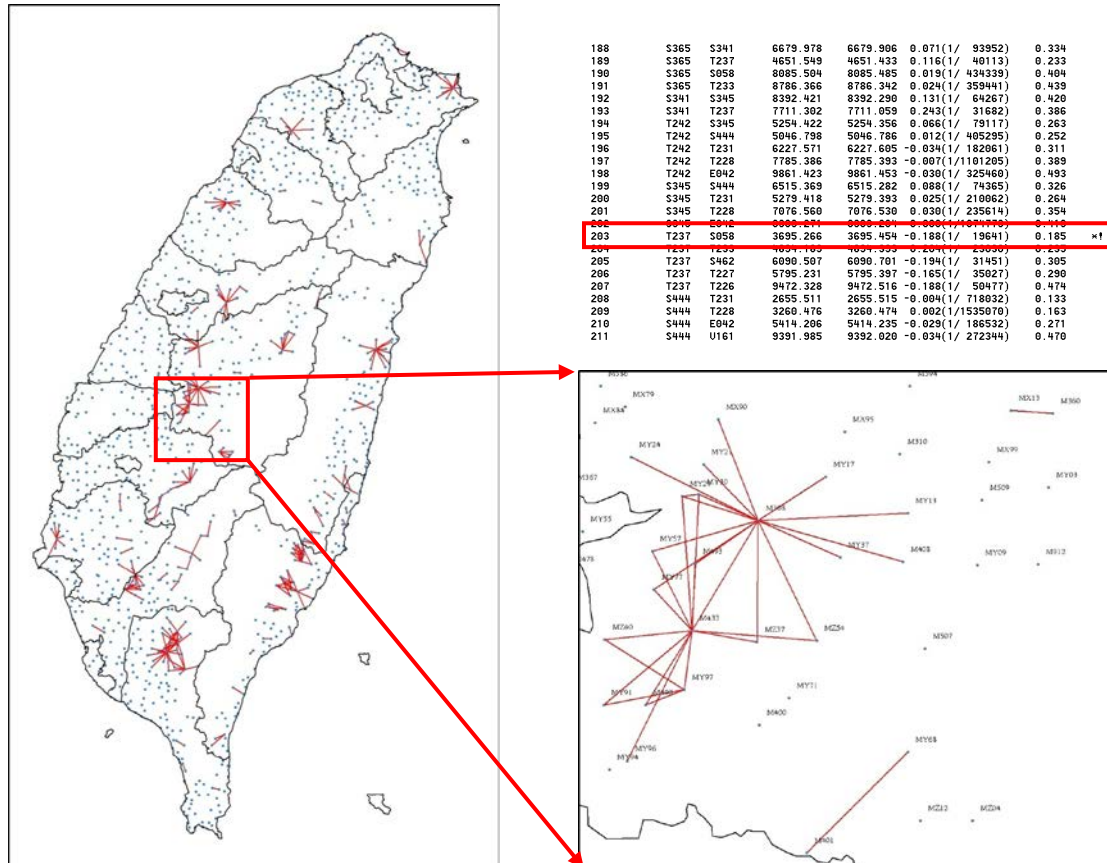 188 S365 S341 6679.978 6679.906 0.071(1/ 93952) 0.334
189 S365 T237 4651.549 4651.433 0.116(1/ 40113) 0.233
190 S365 S058 8085.504 8085.485 0.019(1/ 434339) 0.404
191 S365 T233 8786.366 8786.342 0.024(1/ 359441) 0.439
192 S341 S345 8392.421 8392.290 0.131(1/ 64267) 0.420
193 S341 T237 7711.302 7711.059 0.243(1/ 31682) 0.386
194 T242 S345 5254.422 5254.356 0.066(1/ 79117) 0.263
195 T242 S444 5046.798 5046.786 0.012(1/ 405295) 0.252
196 T242 T231 6227.571 6227.605 -0.034(1/ 182061) 0.311
197 T242 T228 7785.386 7785.393 -0.007(1/1101205) 0.389
198 T242 E042 9861.423 9861.453 -0.030(1/ 325460) 0.493
199 S345 S444 6515.369 6515.282 0.088(1/ 74365) 0.326
200 S345 T231 5279.418 5279.393 0.025(1/ 210062) 0.264
201 S345 T228 7076.560 7076.530 0.030(1/ 235614) 0.354
203 T237 S058 3695.266 3695.454 -0.188(1/ 19641) 0.185 *!
205 T237 S462 6090.507 6090.701 -0.194(1/ 31451) 0.305
206 T237 T227 5795.231 5795.397 -0.165(1/ 35027) 0.290
207 T237 T226 9472.328 9472.516 -0.188(1/ 50477) 0.474
208 S444 T231 2655.511 2655.515 -0.004(1/ 718032) 0.133
209 S444 T228 3260.476 3260.474 0.002(1/1535070) 0.163
210 S444 E042 5414.206 5414.235 -0.029(1/ 186532) 0.271
211 S444 V161 9391.985 9392.020 -0.034(1/ 272344) 0.470
MX79
MX13
M360
MX84
MX90
MX95
MY24
M310
MX99
MY17
MY03
M509
MY13
MY55
MY57
MY37
M408
MY09
M312
MY77
MZ60
MZ37
MZ54
M507
MY97
MY91
MY71
M400
MY96
MY94
MY68
MZ12
MZ04